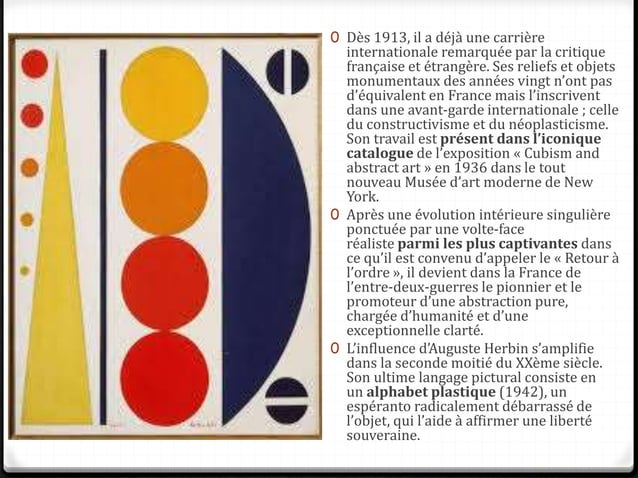 Dès 1913, il a déjà une carrière
internationale remarquée par la critique
française et étrangère. Ses reliefs et objets
monumentaux des années vingt n’ont pas
d’équivalent en France mais l’inscrivent
dans une avant-garde internationale ; celle
du constructivisme et du néoplasticisme.
Son travail est présent dans l’iconique
catalogue de l’exposition « Cubism and
abstract art » en 1936 dans le tout
nouveau Musée d’art moderne de New
York.
Après une évolution intérieure singulière
ponctuée par une volte-face
réaliste parmi les plus captivantes dans
ce qu’il est convenu d’appeler le « Retour à
l’ordre », il devient dans la France de
l’entre-deux-guerres le pionnier et le
promoteur d’une abstraction pure,
chargée d’humanité et d’une
exceptionnelle clarté.
L’influence d’Auguste Herbin s’amplifie
dans la seconde moitié du XXème siècle.
Son ultime langage pictural consiste en
un alphabet plastique (1942), un
espéranto radicalement débarrassé de
l’objet, qui l’aide à affirmer une liberté
souveraine.